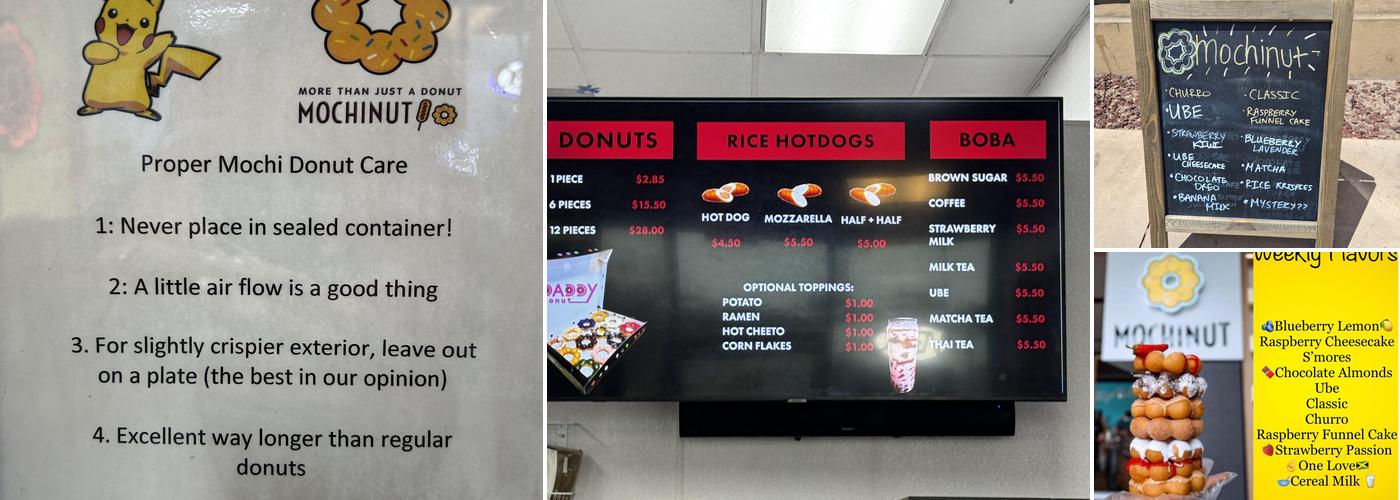 MORE THAN JUST A DONUT
MOCHINUT
Proper Mochi Donut Care
1: Never place in sealed container!
2: A little air flow is a good thing
3. For slightly crispier exterior, leave out
on a plate (the best in our opinion)
4. Excellent way longer than regular
donuts
DONUTS
1 PIECE $2.85
6 PIECES $15.50
12 PIECES $28.00
RICE HOTDOGS
HOT DOG MOZZARELLA HALF + HALF
$4.50 $5.50 $5.00
OPTIONAL TOPPINGS:
POTATO $1.00
RAMEN $1.00
HOT CHEETO $1.00
CORN FLAKES $1.00
BOBA
BROWN SUGAR $5.50
COFFEE $5.50
STRAWBERRY $5.50
MILK
MILK TEA $5.50
UBE $5.50
MATCHA TEA $5.50
THAI TEA $5.50
mochinut
• CHURRO
• UBE
• STRAWBERRY
KIWI
• UBE
CHEESECAKE
• CHOCOLATE
OREO
• BANANA
MILK
• CLASSIC
• RASPBERRY
FUNNEL CAKE
• BLUEBERRY
LAVENDER
• MATCHA
• RICE KRISPIES
• MYSTERY??
MOCHINUT
Weekly Flavors
🫐Blueberry Lemon🍋
Raspberry Cheesecake
S'mores
🍫Chocolate Almonds
Ube
Classic
Churro
Raspberry Funnel Cake
🍓Strawberry Passion
One Love🇯🇲
🥣Cereal Milk🥛